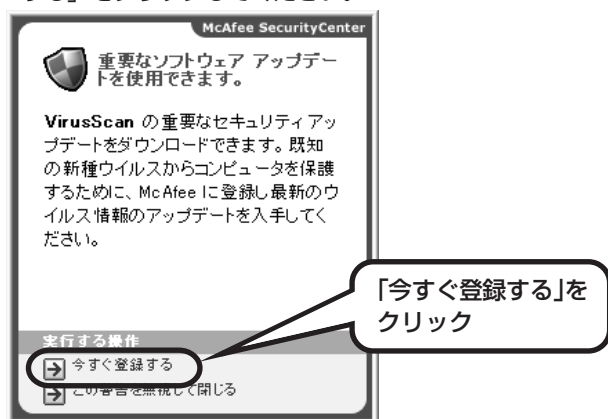 McAfee SecurityCenter
重要なソフトウェア アップデー
トを使用できます。
VirusScan の重要なセキュリティアッ
プデートをダウンロードできます。既知
の新種ウイルスからコンピュータを保護
するために、McAfee に登録し最新のウ
イルス情報のアップデートを入手してく
ださい。
「今すぐ登録する」を
クリック
実行する操作
今すぐ登録する
この警告を無視して閉じる